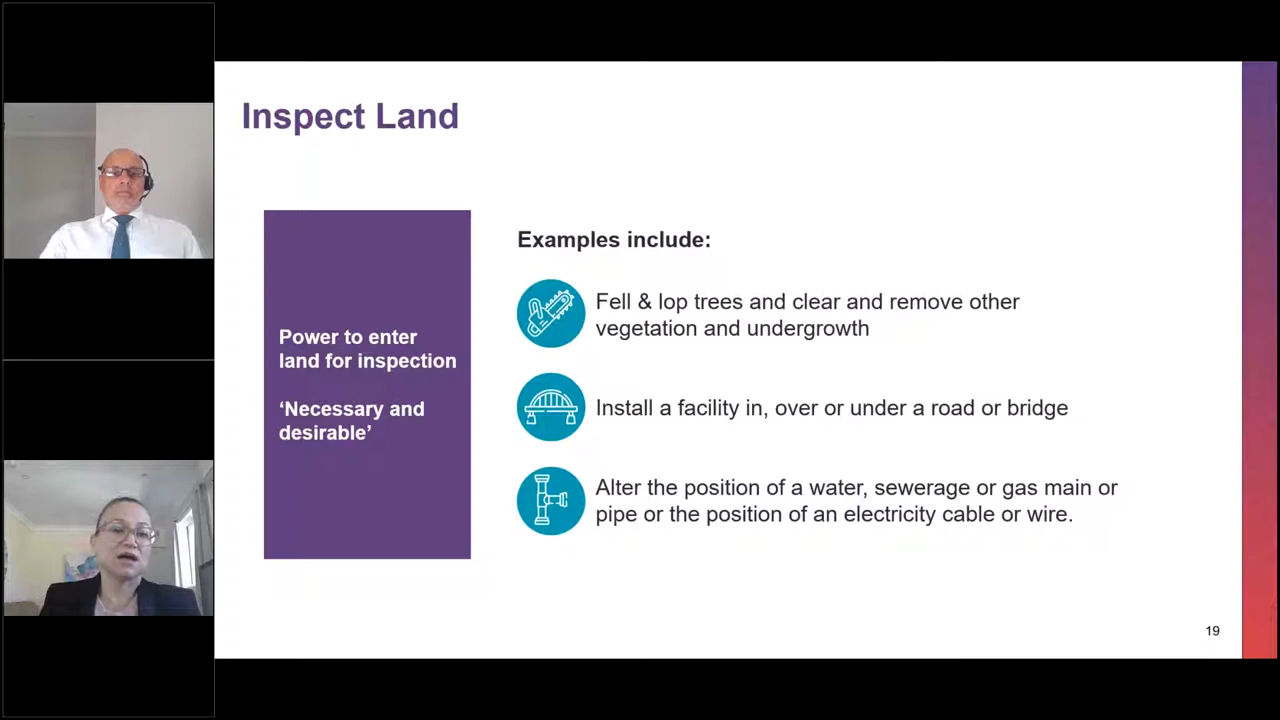 Inspect Land
Power to enter
land for inspection
‘Necessary and
desirable’
Examples include:
Fell & lop trees and clear and remove other
vegetation and undergrowth
Install a facility in, over or under a road or bridge
Alter the position of a water, sewerage or gas main or
pipe or the position of an electricity cable or wire.
19